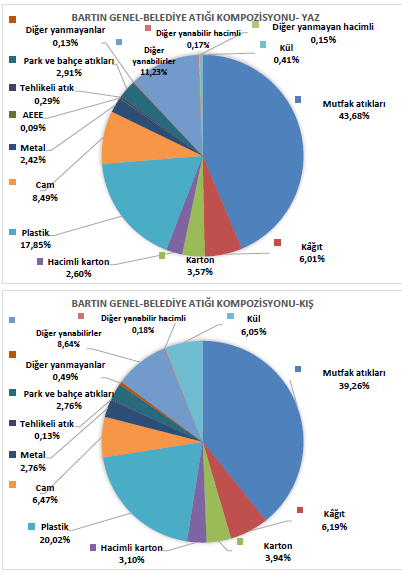 BARTIN GENEL-BELEDİYE ATIĞI KOMPOZİSYONU- YAZ
Diğer yanmayanlar
0,13%
Diğer yanabilirler
11,23%
Diğer yanabilir hacimli
0,17%
Diğer yanmayan hacimli
0,15%
Kül
0,41%
Park ve bahçe atıkları
2,91%
Tehlikeli atık
0,29%
AEEE
0,09%
Metal
2,42%
Cam
8,49%
Plastik
17,85%
Hacimli karton
2,60%
Karton
3,57%
Kâğıt
6,01%
Mutfak atıkları
43,68%
BARTIN GENEL-BELEDİYE ATIĞI KOMPOZİSYONU-KIŞ
Diğer yanabilir hacimli
0,18%
Kül
6,05%
Diğer yanabilirler
8,64%
Diğer yanmayanlar
0,49%
Park ve bahçe atıkları
2,76%
Tehlikeli atık
0,13%
Metal
2,76%
Cam
6,47%
Plastik
20,02%
Hacimli karton
3,10%
Karton
3,94%
Kâğıt
6,19%
Mutfak atıkları
39,26%